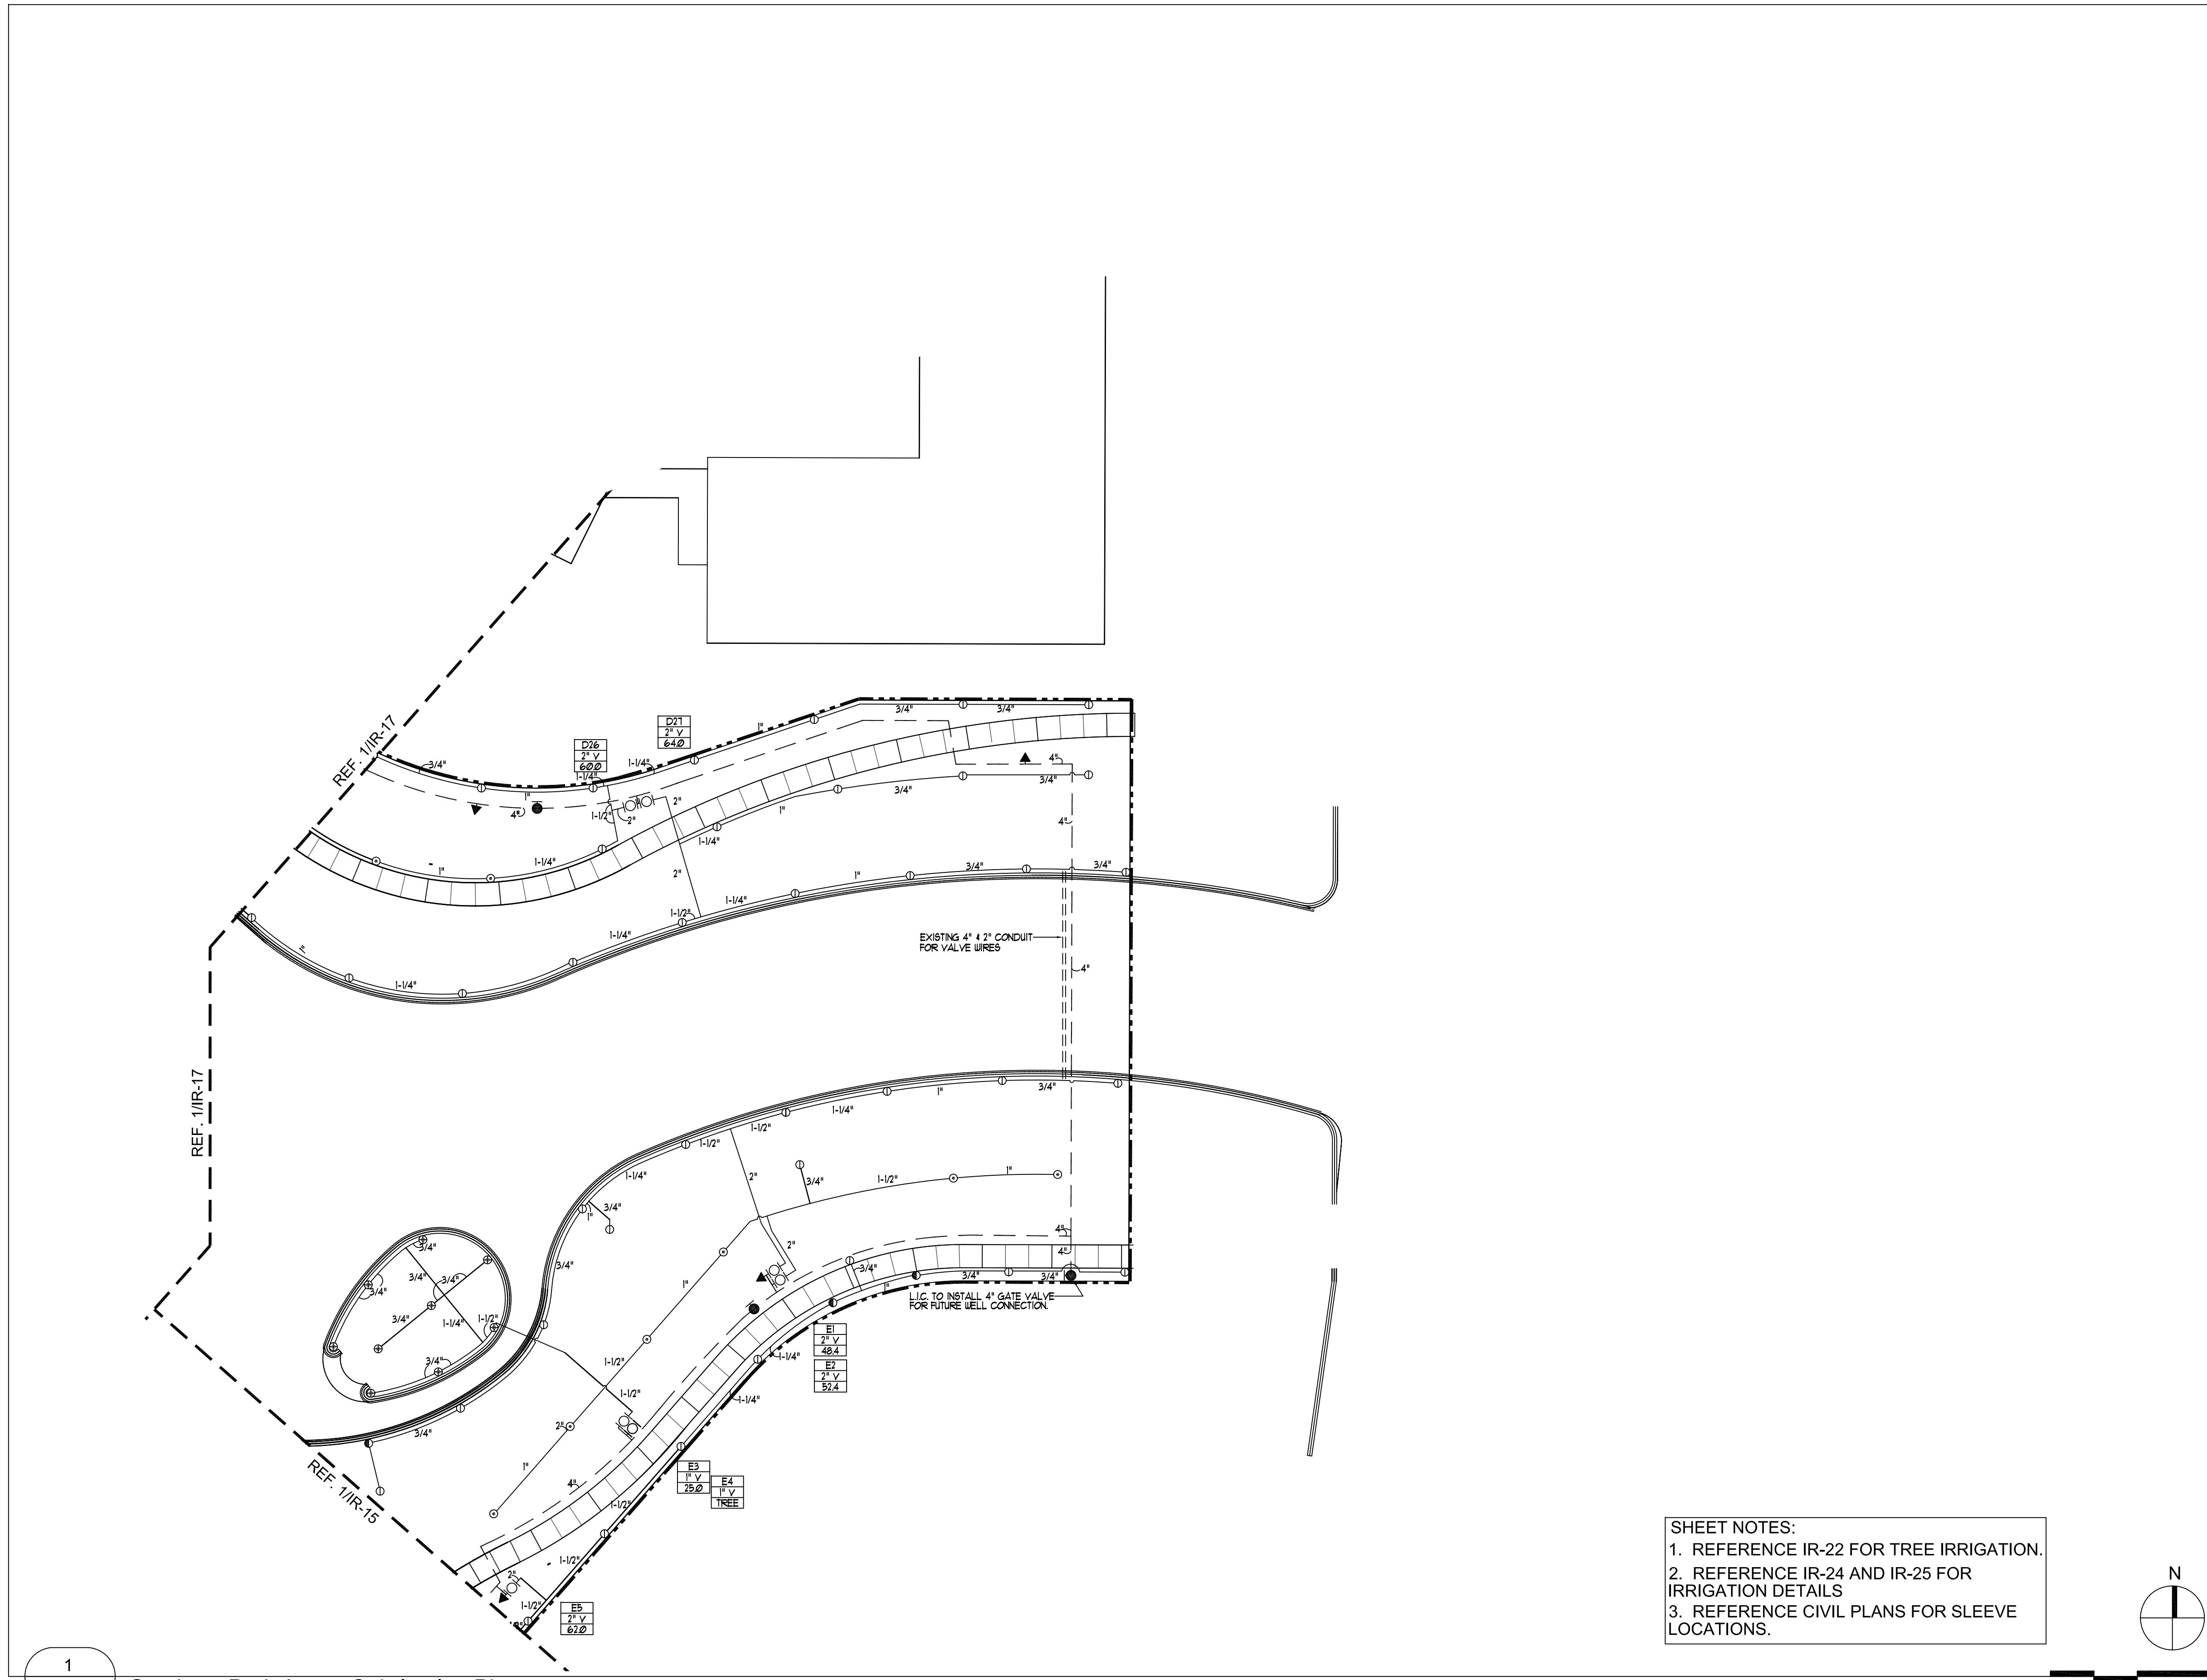 REF. 1/IR-17
D27
2" V
64.0
D26
2" V
60.0
3/4"
3/4"
1"
1-1/4"
1-1/4"
3/4"
1"
4"
1-1/2"
2"
2"
4"
3/4"
3/4"
1"
1-1/4"
4"
1-1/4"
1"
2"
3/4"
3/4"
1"
1-1/4"
1-1/2"
1-1/4"
1"
1-1/4"
EXISTING 4" & 2" CONDUIT
FOR VALVE WIRES
4"
REF. 1/IR-17
3/4"
1"
1-1/4"
1-1/2"
1-1/2"
1-1/4"
2"
3/4"
1-1/2"
1"
3/4"
1"
4"
4"
2"
3/4"
3/4"
3/4"
3/4"
3/4"
3/4"
3/4"
1"
3/4"
3/4"
1-1/4"
1-1/2"
3/4"
1"
L.I.C. TO INSTALL 4" GATE VALVE
FOR FUTURE WELL CONNECTION.
E1
2" V
48.4
E2
2" V
52.4
1-1/4"
1-1/2"
1-1/2"
1-1/4"
2"
3/4"
1"
4"
1-1/2"
E3
1" V
25.0
E4
1" V
TREE
REF. 1/IR-15
1-1/2"
2"
1-1/2"
E5
2" V
62.0
SHEET NOTES:
1. REFERENCE IR-22 FOR TREE IRRIGATION.
2. REFERENCE IR-24 AND IR-25 FOR
IRRIGATION DETAILS
3. REFERENCE CIVIL PLANS FOR SLEEVE
LOCATIONS.
N
1